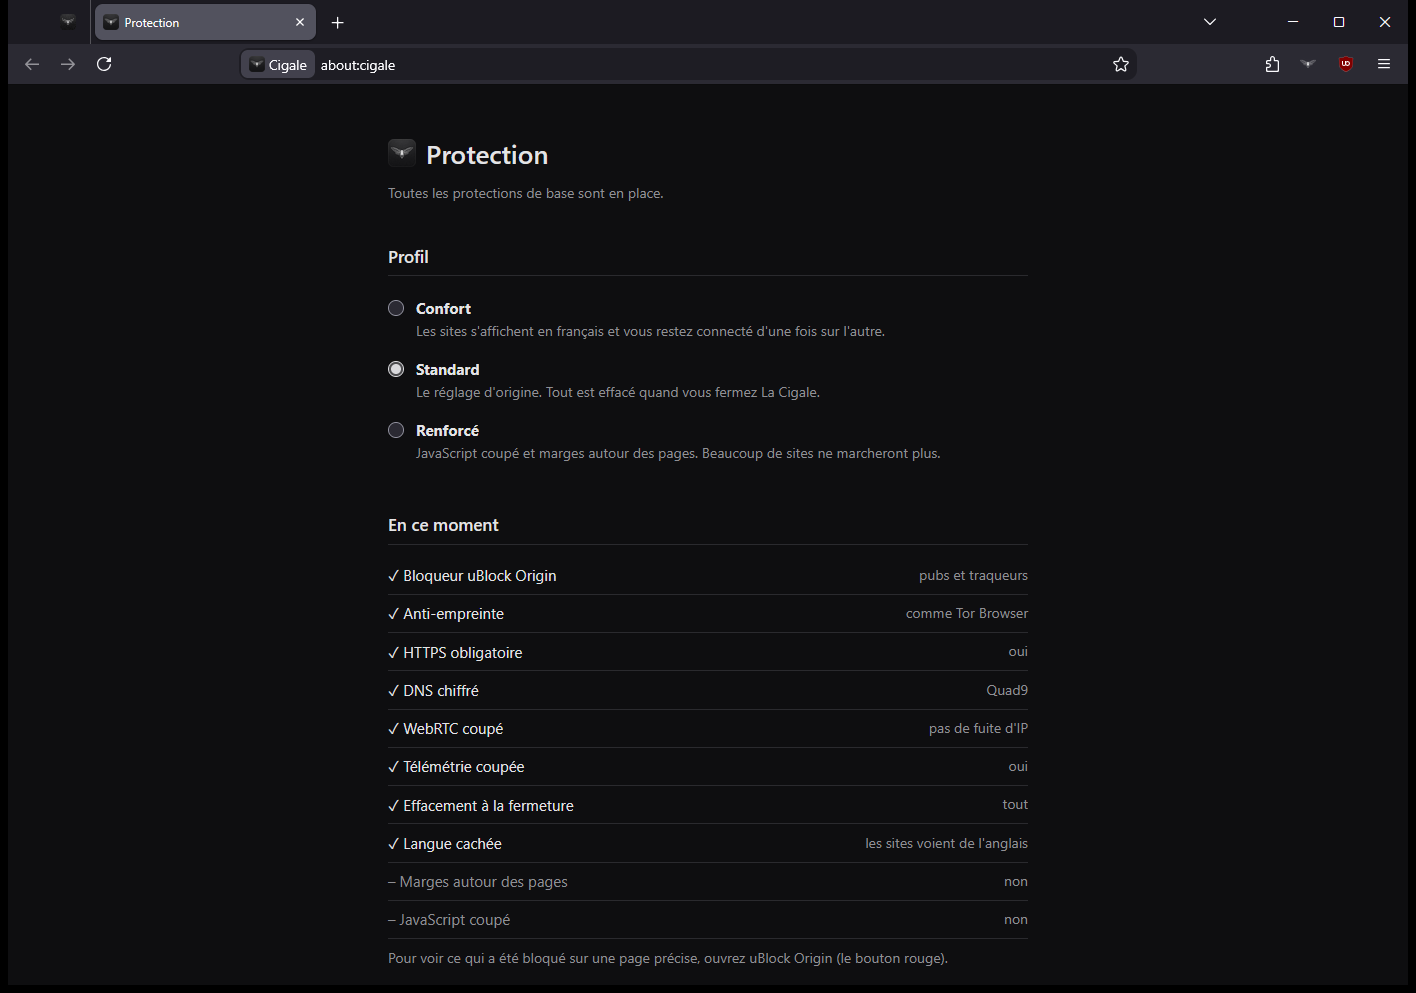 Protection
Cigale about:cigale
Protection
Toutes les protections de base sont en place.
Profil
Confort
Les sites s'affichent en français et vous restez connecté d'une fois sur l'autre.
Standard
Le réglage d'origine. Tout est effacé quand vous fermez La Cigale.
Renforcé
JavaScript coupé et marges autour des pages. Beaucoup de sites ne marcheront plus.
En ce moment
✓ Bloqueur uBlock Origin pubs et traqueurs
✓ Anti-empreinte comme Tor Browser
✓ HTTPS obligatoire oui
✓ DNS chiffré Quad9
✓ WebRTC coupé pas de fuite d'IP
✓ Télémétrie coupée oui
✓ Effacement à la fermeture tout
✓ Langue cachée les sites voient de l'anglais
– Marges autour des pages non
– JavaScript coupé non
Pour voir ce qui a été bloqué sur une page précise, ouvrez uBlock Origin (le bouton rouge).